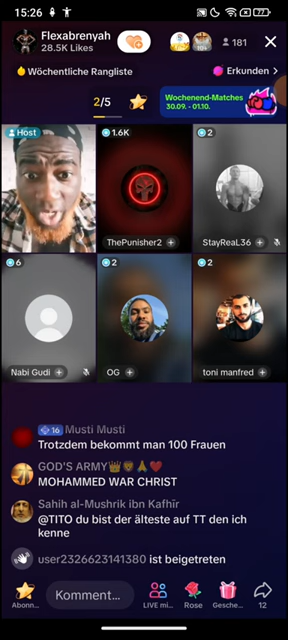 15:26
77
Flexabrenyah
28.5K Likes
181
Wöchentliche Rangliste
Erkunden >
2/5
Wochenend-Matches
30.09. - 01.10.
Host
1.6K
2
ThePunisher2
StayReaL36
6
2
2
Nabi Gudi
OG
toni manfred
16 Musti Musti
Trotzdem bekommt man 100 Frauen
GOD'S ARMY👑🦁🙏❤️
MOHAMMED WAR CHRIST
Sahih al-Mushrik ibn Kafhīr
@TITO du bist der älteste auf TT den ich
kenne
user2326623141380 ist beigetreten
Komment...
Abonn...
LIVE mi...
Rose
Gesche...
12